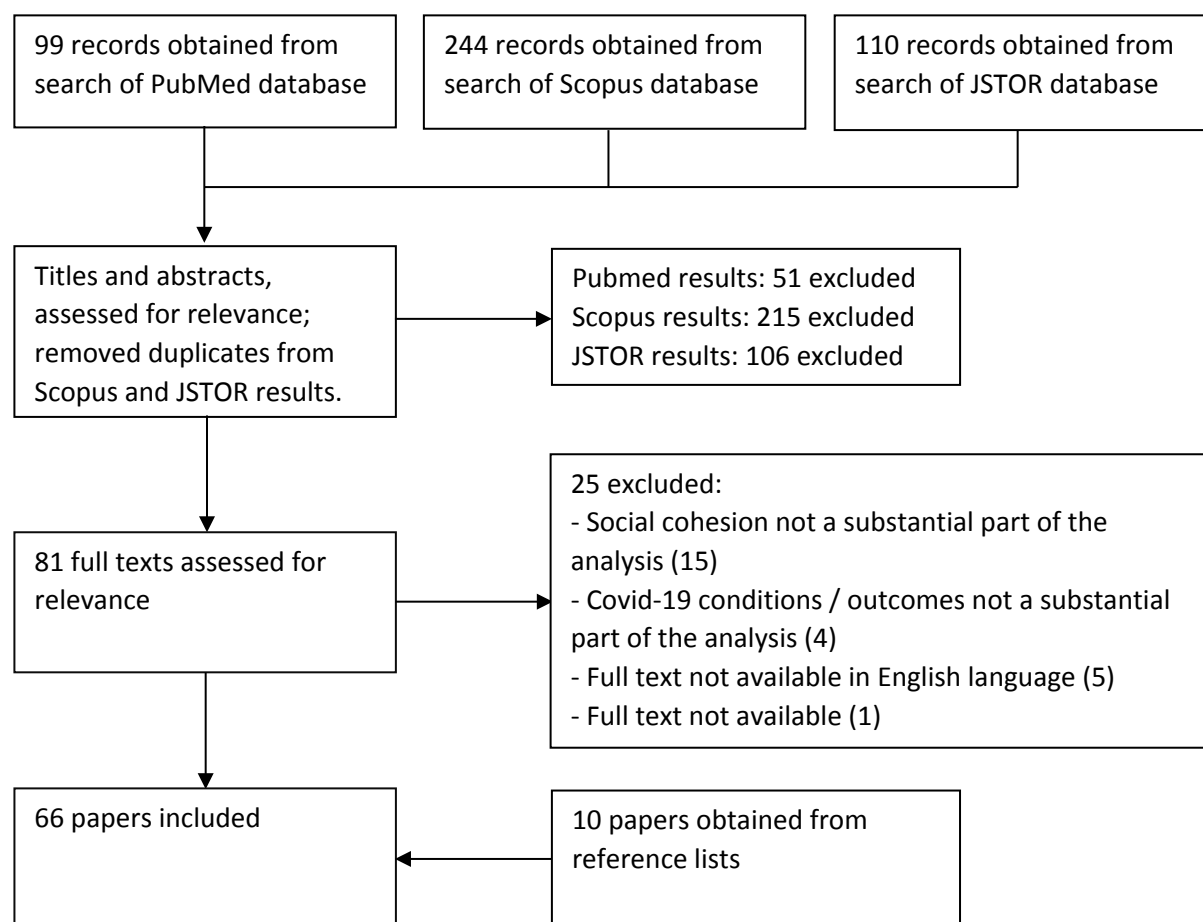 99 records obtained from
search of PubMed database
244 records obtained from
search of Scopus database
110 records obtained from
search of JSTOR database
Titles and abstracts,
assessed for relevance;
removed duplicates from
Scopus and JSTOR results.
Pubmed results: 51 excluded
Scopus results: 215 excluded
JSTOR results: 106 excluded
81 full texts assessed for
relevance
25 excluded:
- Social cohesion not a substantial part of the
analysis (15)
- Covid-19 conditions / outcomes not a substantial
part of the analysis (4)
- Full text not available in English language (5)
- Full text not available (1)
66 papers included
10 papers obtained from
reference lists